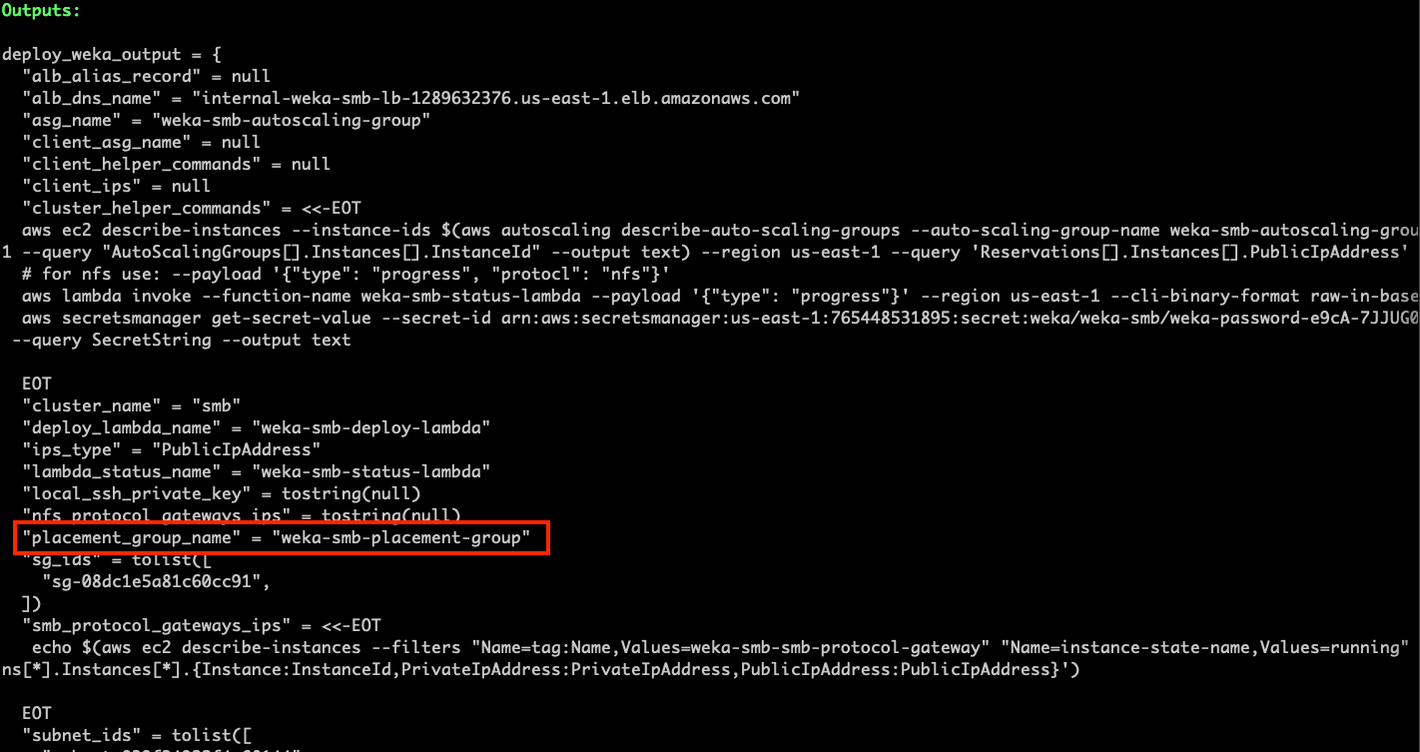 Outputs:
deploy_weka_output = {
"alb_alias_record" = null
"alb_dns_name" = "internal-weka-smb-lb-1289632376.us-east-1.elb.amazonaws.com"
"asg_name" = "weka-smb-autoscaling-group"
"client_asg_name" = null
"client_helper_commands" = null
"client_ips" = null
"cluster_helper_commands" = <<-EOT
aws ec2 describe-instances --instance-ids $(aws autoscaling describe-auto-scaling-groups --auto-scaling-group-name weka-smb-autoscaling-grou
1 --query "AutoScalingGroups[].Instances[].InstanceId" --output text) --region us-east-1 --query 'Reservations[].Instances[].PublicIpAddress'
# for nfs use: --payload '{"type": "progress", "protocl": "nfs"}'
aws lambda invoke --function-name weka-smb-status-lambda --payload '{"type": "progress"}' --region us-east-1 --cli-binary-format raw-in-base
aws secretsmanager get-secret-value --secret-id arn:aws:secretsmanager:us-east-1:765448531895:secret:weka/weka-smb/weka-password-e9cA-7JJUG0
--query SecretString --output text
EOT
"cluster_name" = "smb"
"deploy_lambda_name" = "weka-smb-deploy-lambda"
"ips_type" = "PublicIpAddress"
"lambda_status_name" = "weka-smb-status-lambda"
"local_ssh_private_key" = tostring(null)
"nfs_protocol_gateways_ips" = tostring(null)
"placement_group_name" = "weka-smb-placement-group"
"sg_ids" = tolist([
"sg-08dc1e5a81c60cc91",
])
"smb_protocol_gateways_ips" = <<-EOT
echo $(aws ec2 describe-instances --filters "Name=tag:Name,Values=weka-smb-smb-protocol-gateway" "Name=instance-state-name,Values=running"
ns[*].Instances[*].{Instance:InstanceId,PrivateIpAddress:PrivateIpAddress,PublicIpAddress:PublicIpAddress}')
EOT
"subnet_ids" = tolist([